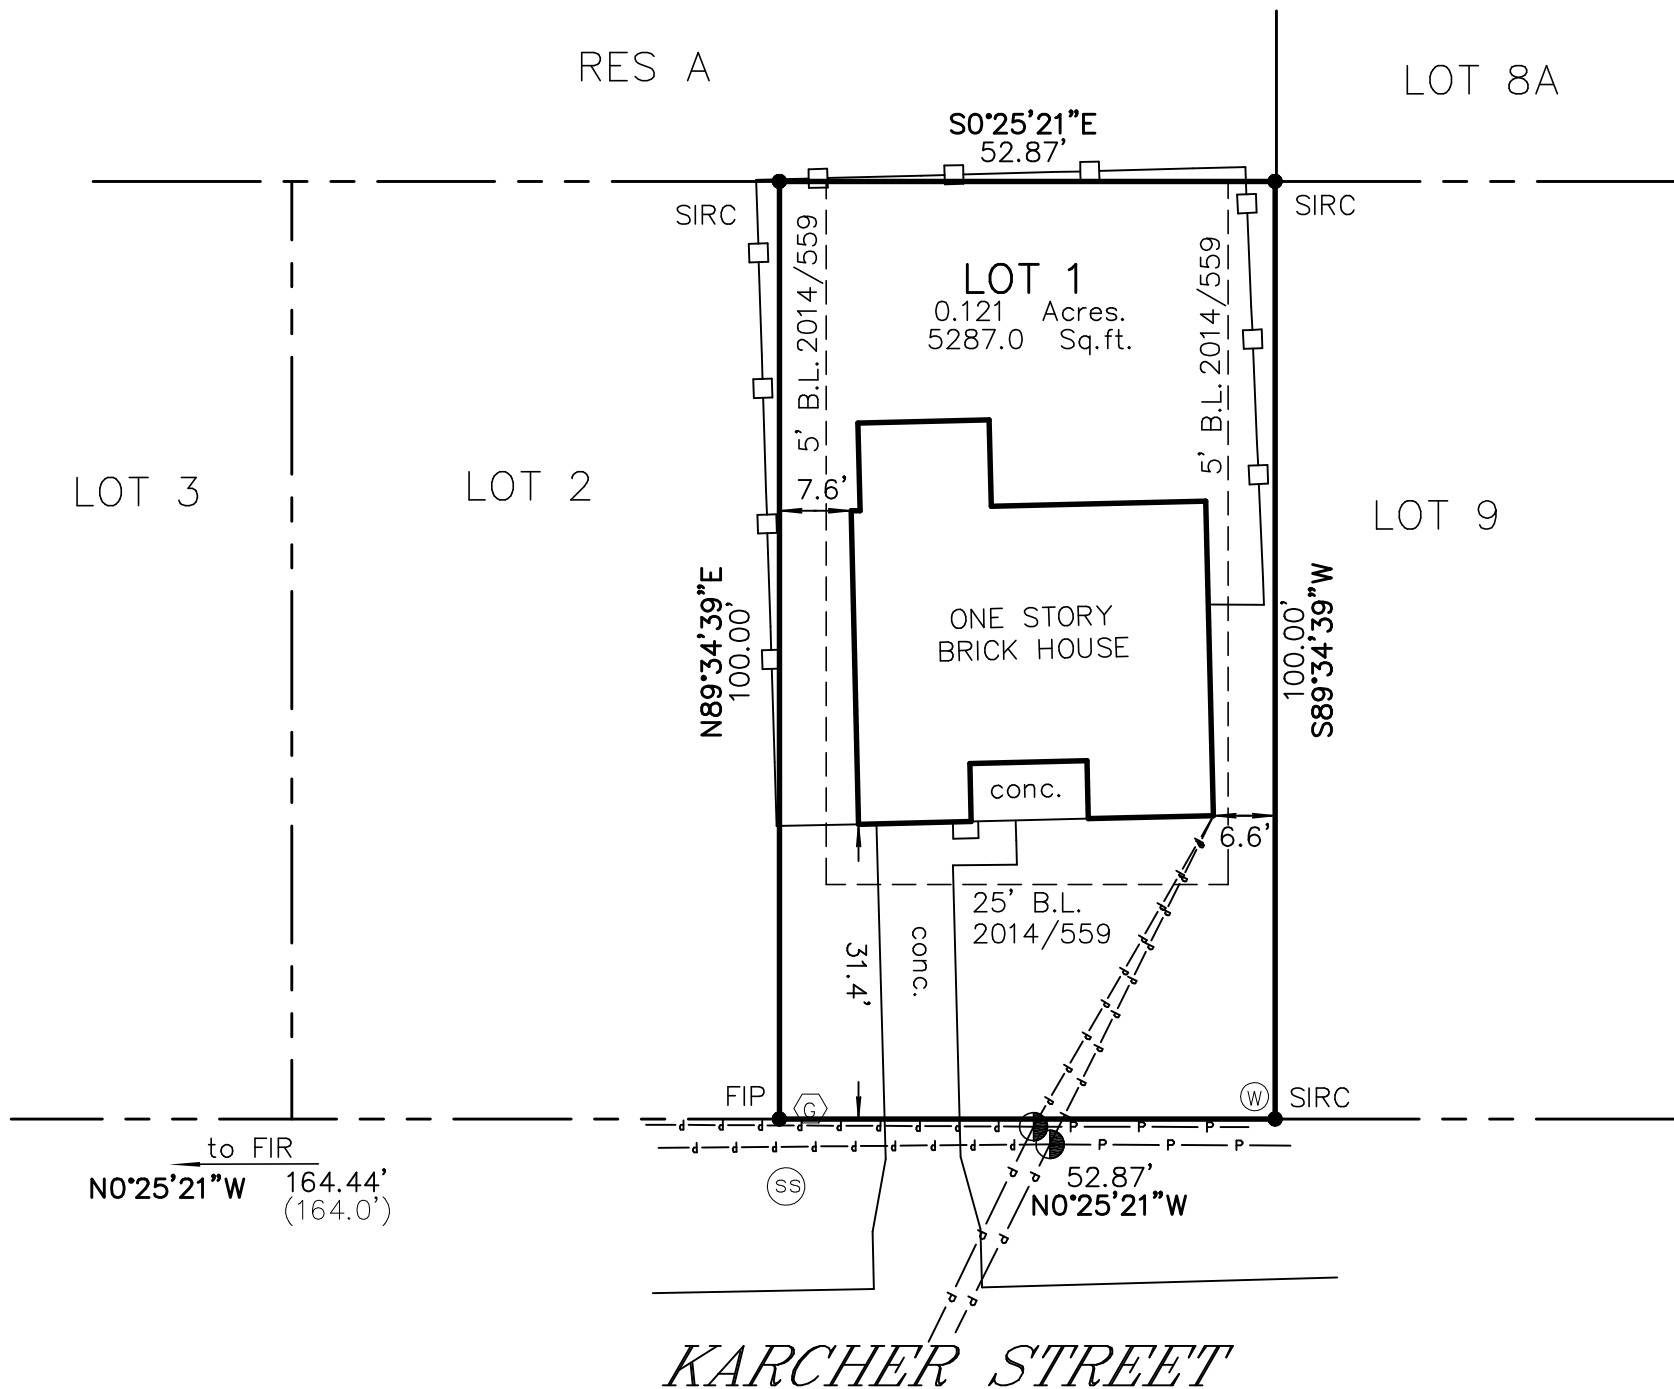 RES A
LOT 8A
S0°25'21"E
52.87'
SIRC
SIRC
5' B.L. 2014/559
5' B.L. 2014/559
LOT 1
0.121 Acres.
5287.0 Sq.ft.
LOT 3
LOT 2
7.6'
LOT 9
N89°34'39"E
100.00'
ONE STORY
BRICK HOUSE
100.00'
S89°34'39"W
conc.
6.6'
25' B.L.
2014/559
31.4'
conc.
FIP
G
W
SIRC
P P P P P P P P P P P P
P P P P P P P P P P P P
to FIR
N0°25'21"W
164.44'
(164.0')
SS
52.87'
N0°25'21"W
KARCHER STREET